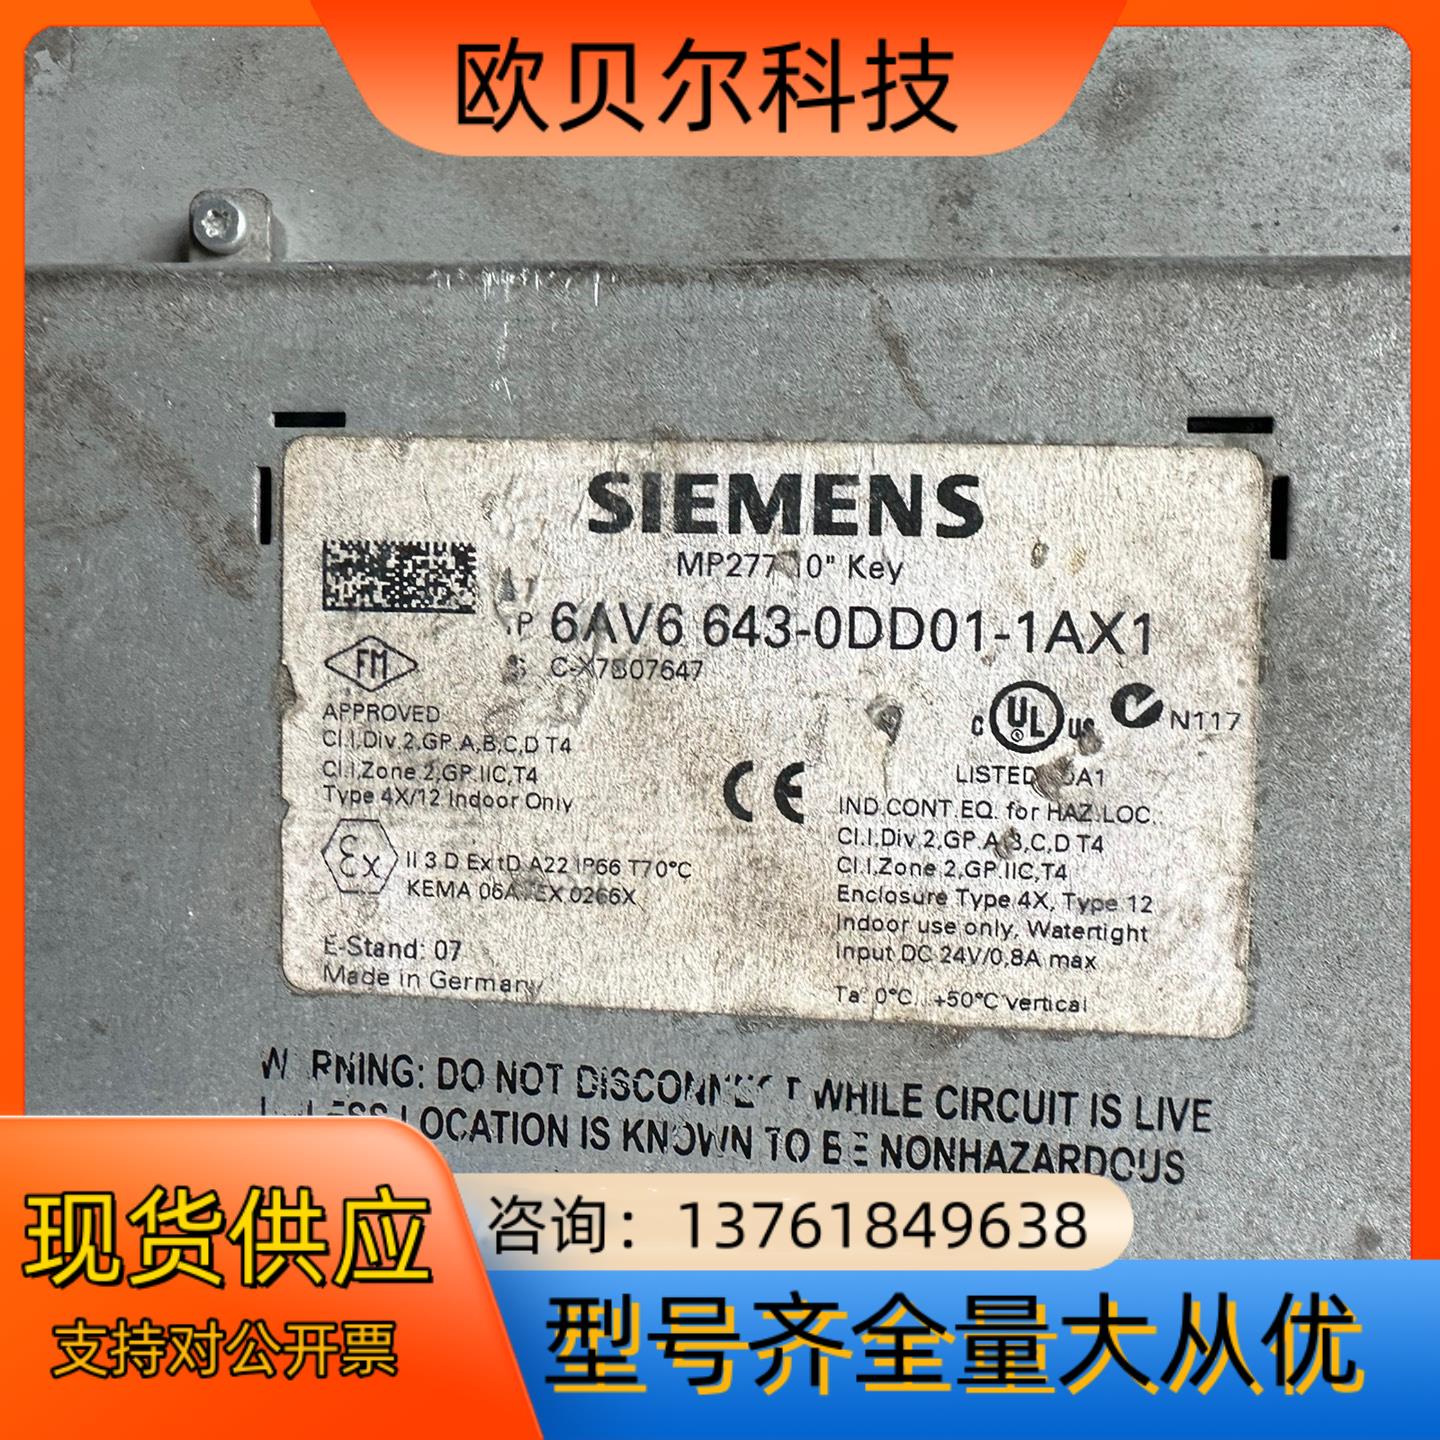 欧贝尔科技
SIEMENS
MP277 10" Key
P 6AV6 643-0DD01-1AX1
S C-X7B07647
FM
APPROVED
Cl.I,Div.2,GP.A,B,C,D T4
Cl.I,Zone 2,GP.IIC,T4
Type 4X/12 Indoor Only
CE
C UL US
N117
LISTED
IND.CONT.EQ. for HAZ.LOC.:
Cl.I,Div.2,GP.A,B,C,D T4
Cl.I,Zone 2,GP.IIC,T4
Enclosure Type 4X, Type 12
Indoor use only, Watertight
Input DC 24V/0,8A max
Ta: 0°C...+50°C vertical
Ex II 3 D Ex tD A22 IP66 T70°C
KEMA 06ATEX 0266X
E-Stand: 07
Made in Germany
WARNING: DO NOT DISCONNECT WHILE CIRCUIT IS LIVE
UNLESS LOCATION IS KNOWN TO BE NONHAZARDOUS
咨询：13761849638
现货供应
支持对公开票
型号齐全量大从优